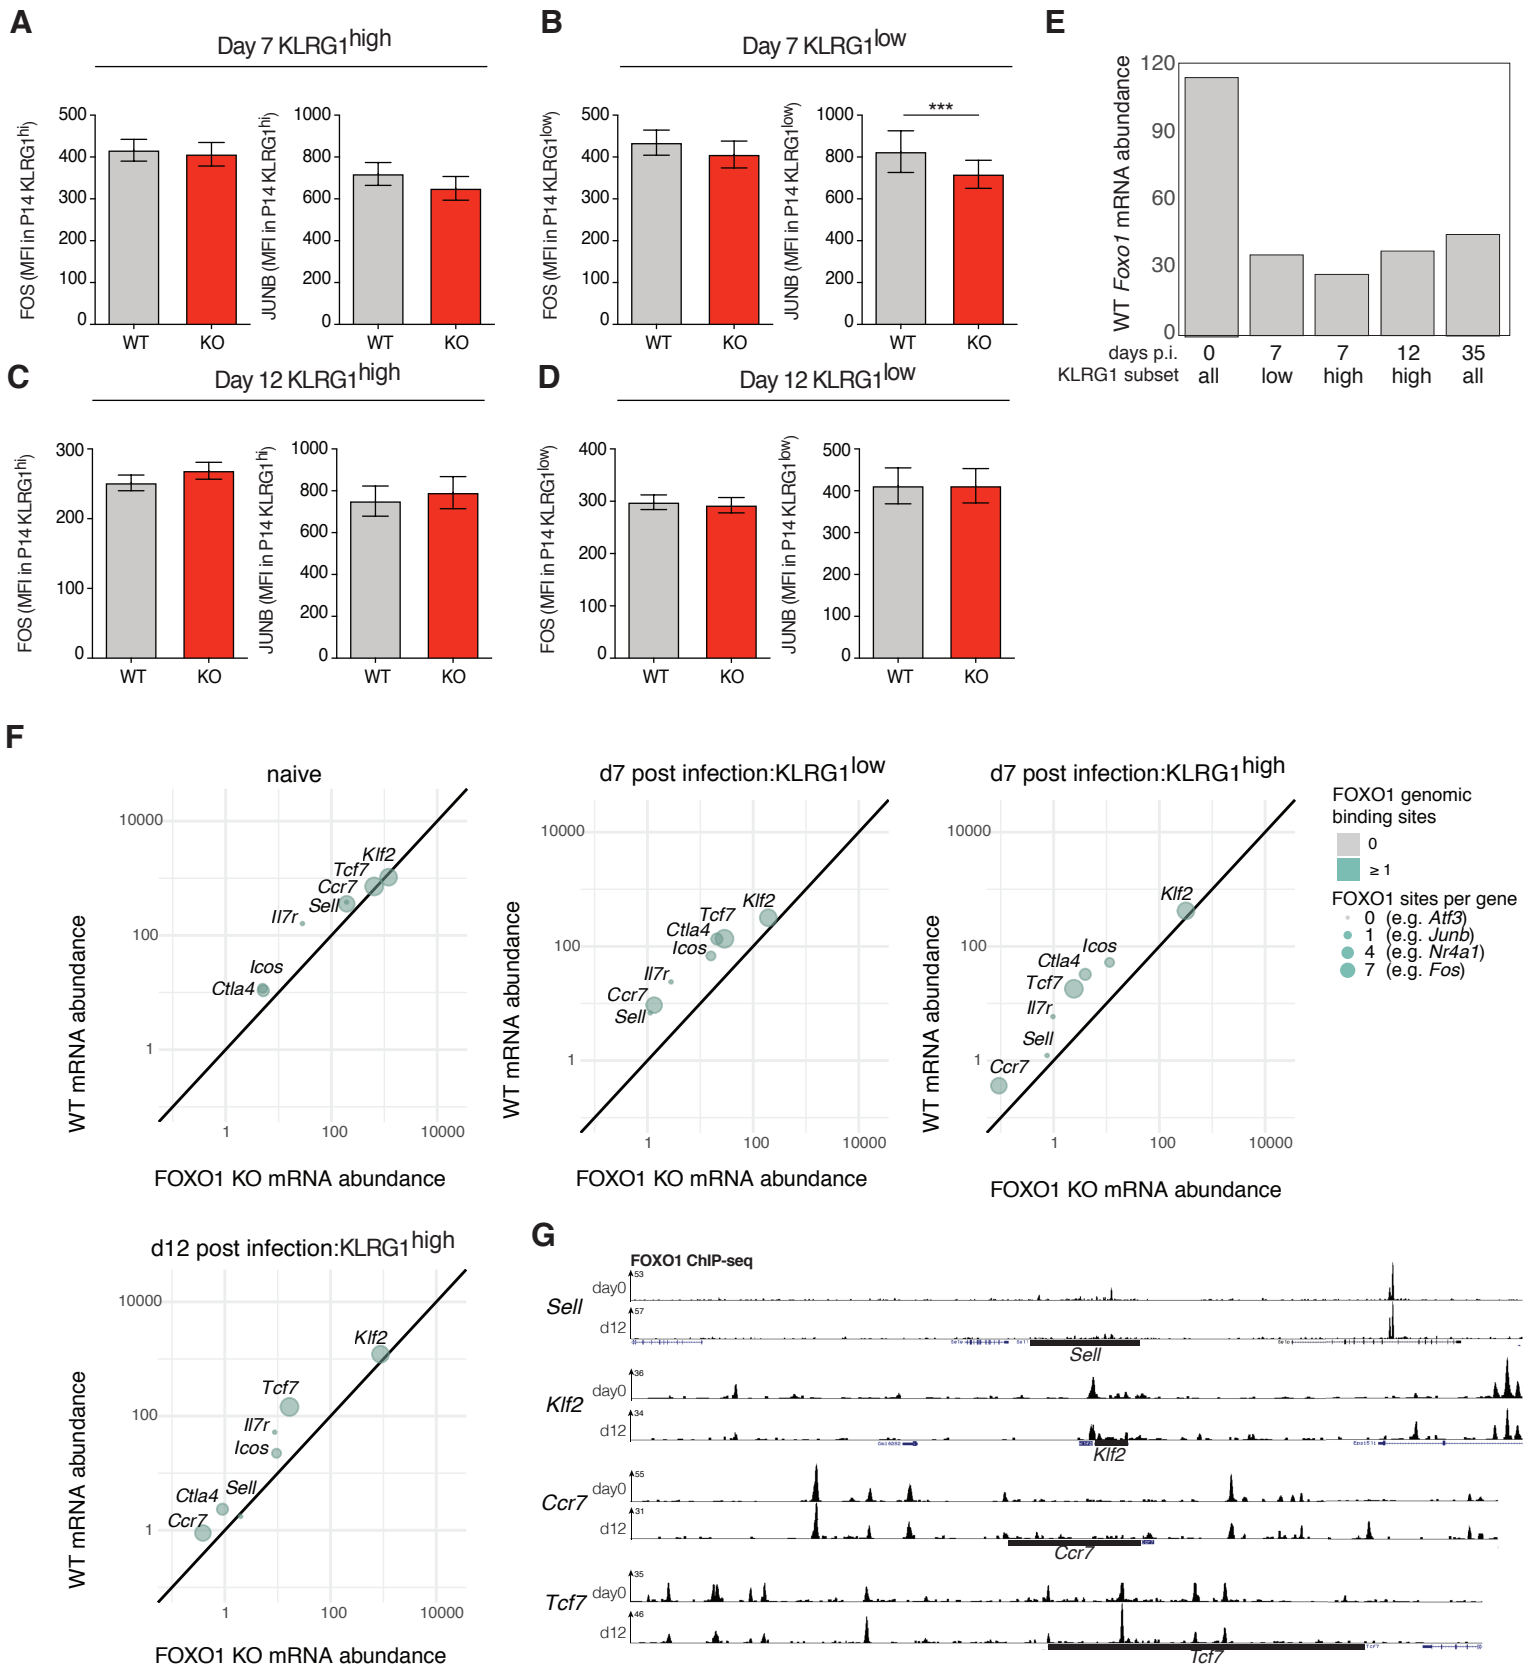 A
Day 7 KLRG1high
FOS (MFI in P14 KLRG1hi)
500
400
300
200
100
0
WT
KO
JUNB (MFI in P14 KLRG1hi)
1000
800
600
400
200
0
WT
KO
B
Day 7 KLRG1low
FOS (MFI in P14 KLRG1low)
500
400
300
200
100
0
WT
KO
JUNB (MFI in P14 KLRG1low)
1000
800
600
400
200
0
***
WT
KO
E
WT Foxo1 mRNA abundance
120
90
60
30
0
days p.i. 0 7 7 12 35
KLRG1 subset all low high high all
C
Day 12 KLRG1high
FOS (MFI in P14 KLRG1hi)
300
200
100
0
WT
KO
JUNB (MFI in P14 KLRG1hi)
1000
800
600
400
200
0
WT
KO
D
Day 12 KLRG1low
FOS (MFI in P14 KLRG1low)
400
300
200
100
0
WT
KO
JUNB (MFI in P14 KLRG1low)
500
400
300
200
100
0
WT
KO
F
naive
WT mRNA abundance
10000
100
1
Klf2
Tcf7
Ccr7
Sell
Il7r
Icos
Ctla4
1 100 10000
FOXO1 KO mRNA abundance
d7 post infection:KLRG1low
WT mRNA abundance
10000
100
1
Klf2
Tcf7
Ctla4
Icos
Il7r
Ccr7
Sell
1 100 10000
FOXO1 KO mRNA abundance
d7 post infection:KLRG1high
WT mRNA abundance
10000
100
1
Klf2
Icos
Ctla4
Tcf7
Il7r
Sell
Ccr7
1 100 10000
FOXO1 KO mRNA abundance
FOXO1 genomic
binding sites
0
≥ 1
FOXO1 sites per gene
0 (e.g. Atf3)
1 (e.g. Junb)
4 (e.g. Nr4a1)
7 (e.g. Fos)
d12 post infection:KLRG1high
WT mRNA abundance
10000
100
1
Klf2
Tcf7
Il7r
Icos
Ctla4
Sell
Ccr7
1 100 10000
FOXO1 KO mRNA abundance
G
FOXO1 ChIP-seq
Sell
day0
53
d12
57
Sell
Klf2
day0
36
d12
34
Klf2
Ccr7
day0
55
d12
31
Ccr7
Tcf7
day0
35
d12
46
Tcf7